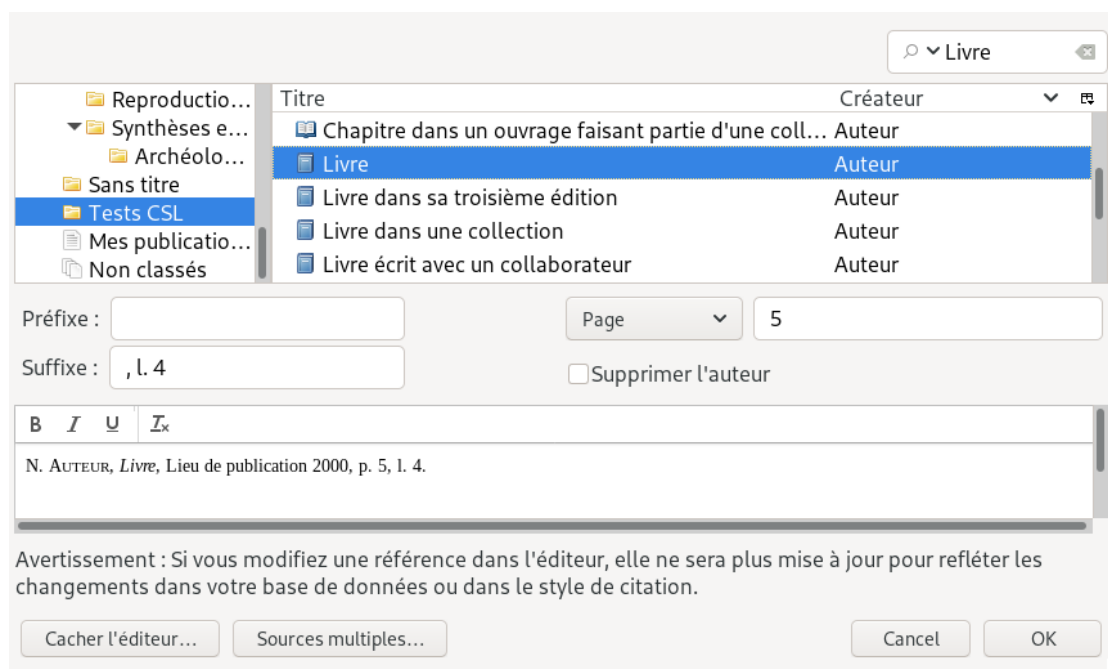 Livre
Reproductio...
Synthèses e...
Archéolo...
Sans titre
Tests CSL
Mes publicatio...
Non classés
Titre Créateur
Chapitre dans un ouvrage faisant partie d'une coll... Auteur
Livre Auteur
Livre dans sa troisième édition Auteur
Livre dans une collection Auteur
Livre écrit avec un collaborateur Auteur
Préfixe : Page 5
Suffixe : , l. 4 Supprimer l'auteur
B I U Tx
N. AUTEUR, Livre, Lieu de publication 2000, p. 5, l. 4.
Avertissement : Si vous modifiez une référence dans l'éditeur, elle ne sera plus mise à jour pour refléter les
changements dans votre base de données ou dans le style de citation.
Cacher l'éditeur... Sources multiples... Cancel OK